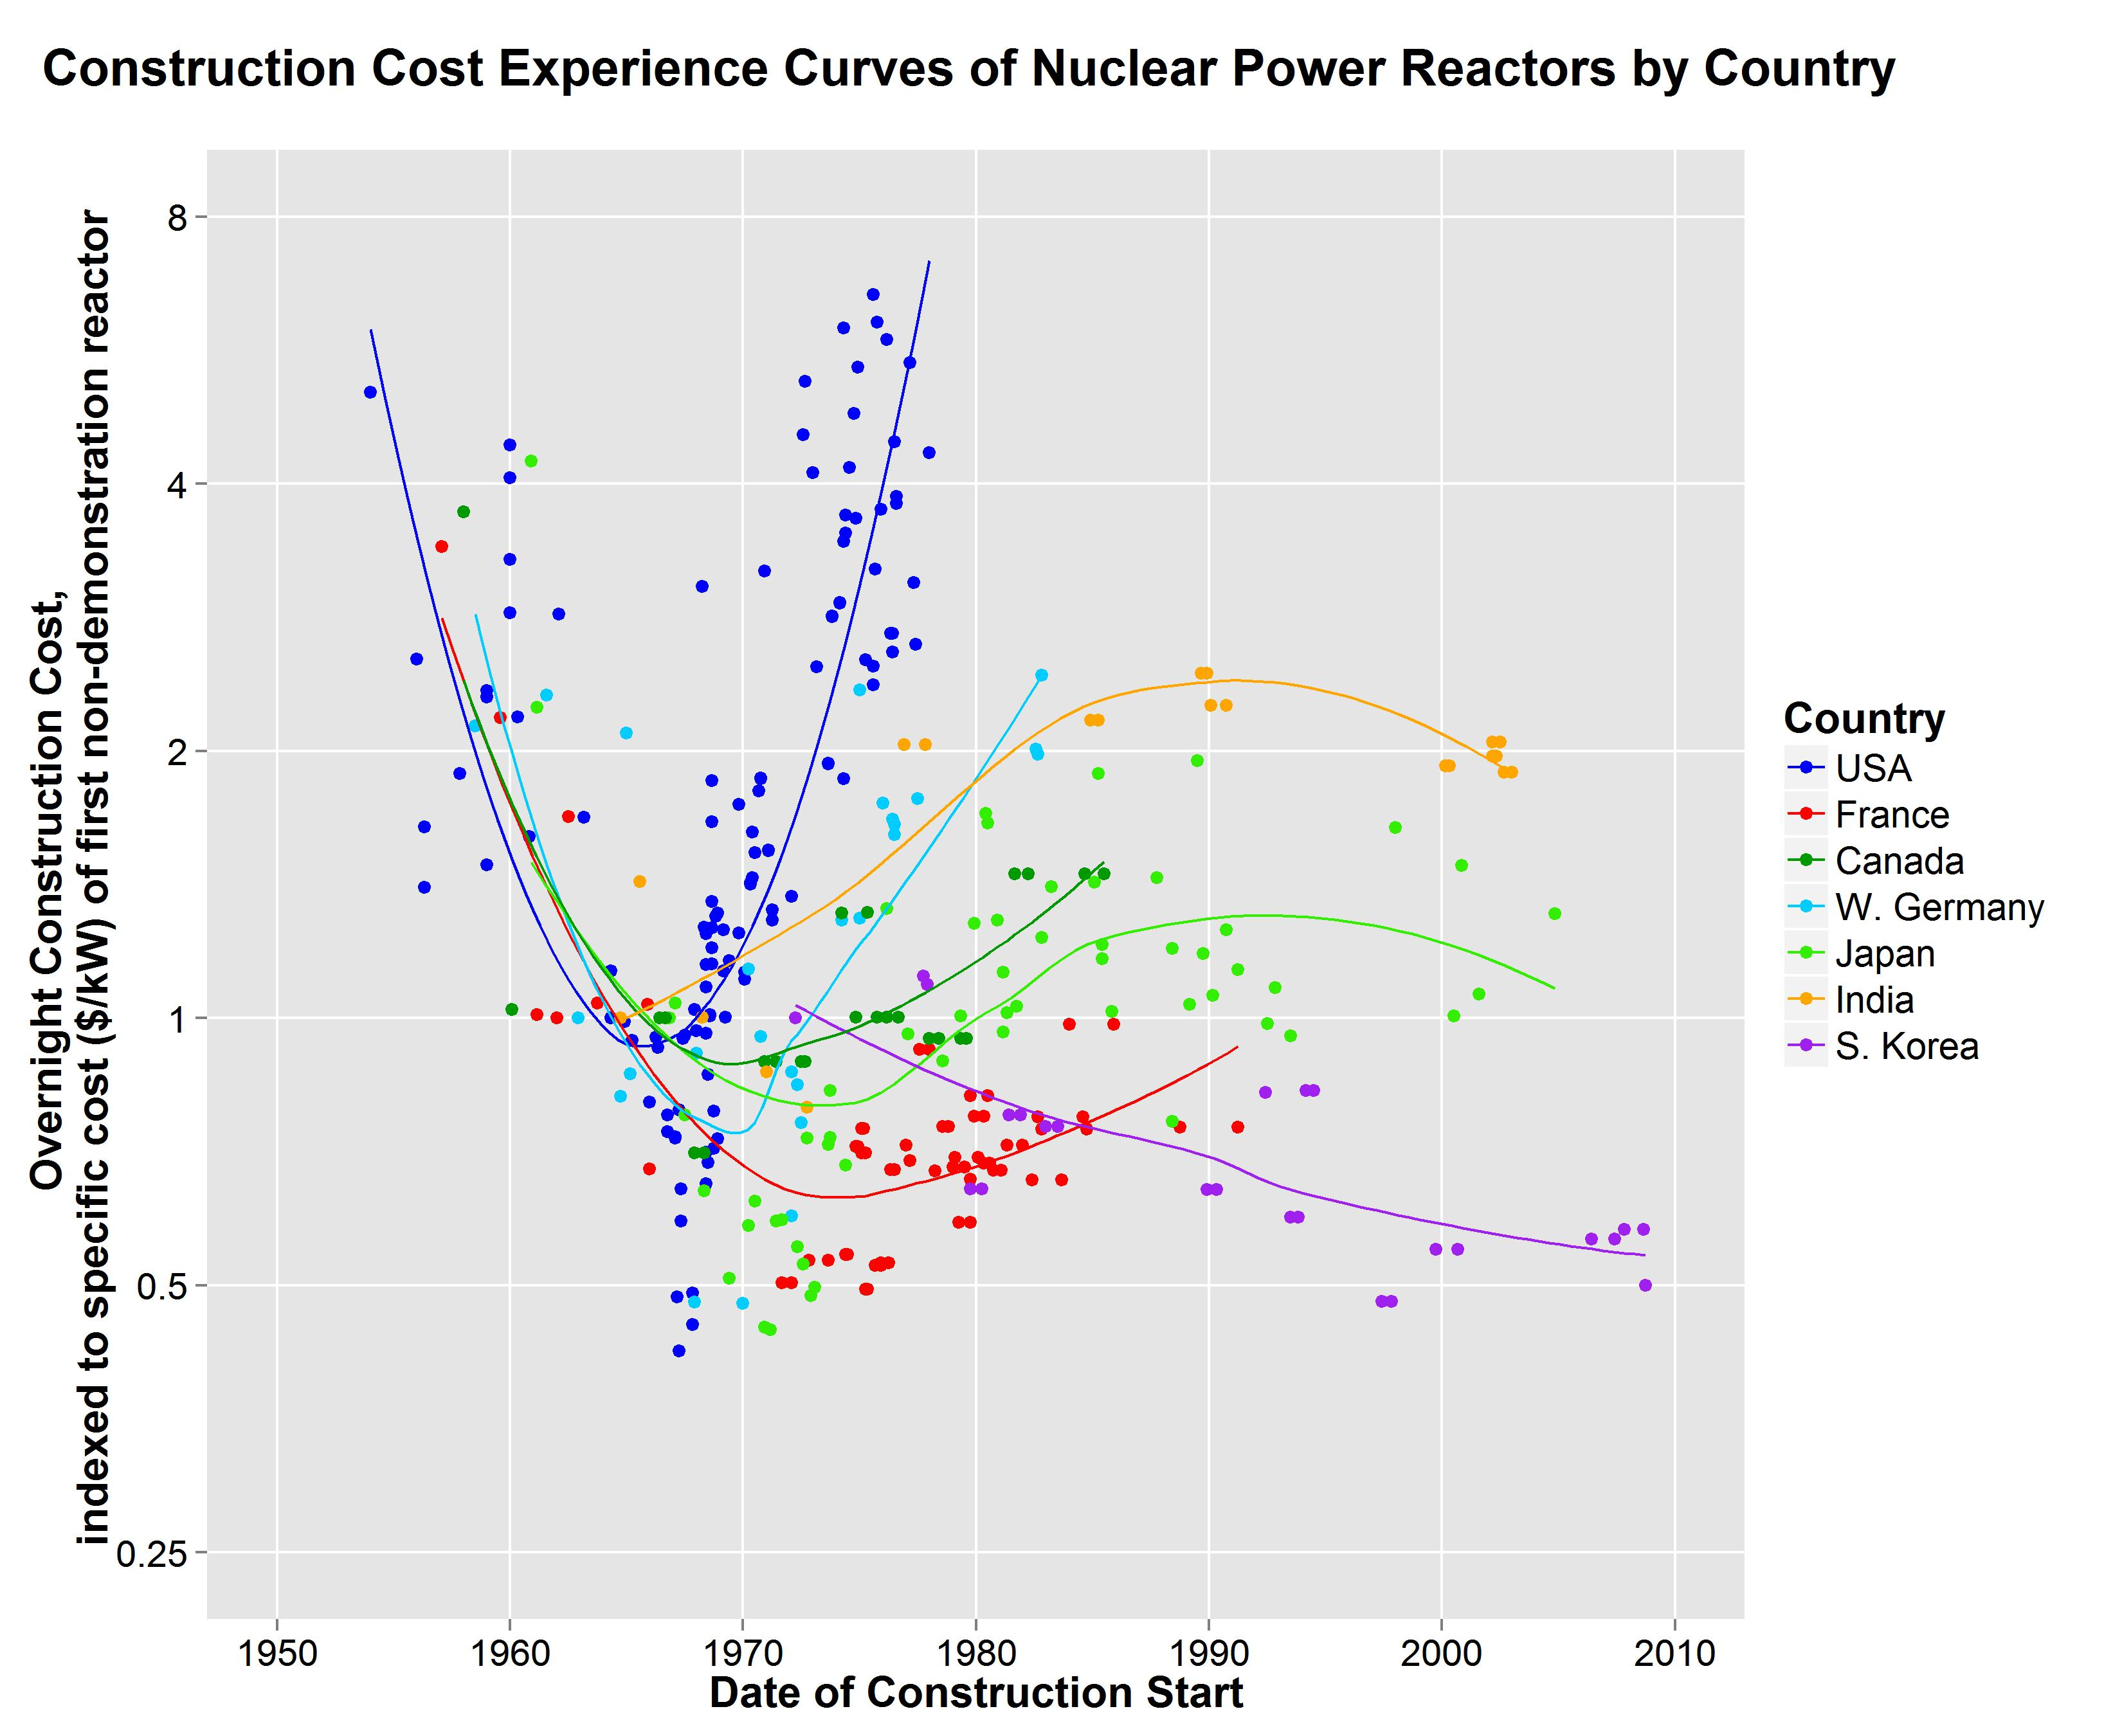 Construction Cost Experience Curves of Nuclear Power Reactors by Country
Overnight Construction Cost,
indexed to specific cost ($/kW) of first non-demonstration reactor
8
4
2
1
0.5
0.25
1950
1960
1970
1980
1990
2000
2010
Date of Construction Start
Country
USA
France
Canada
W. Germany
Japan
India
S. Korea